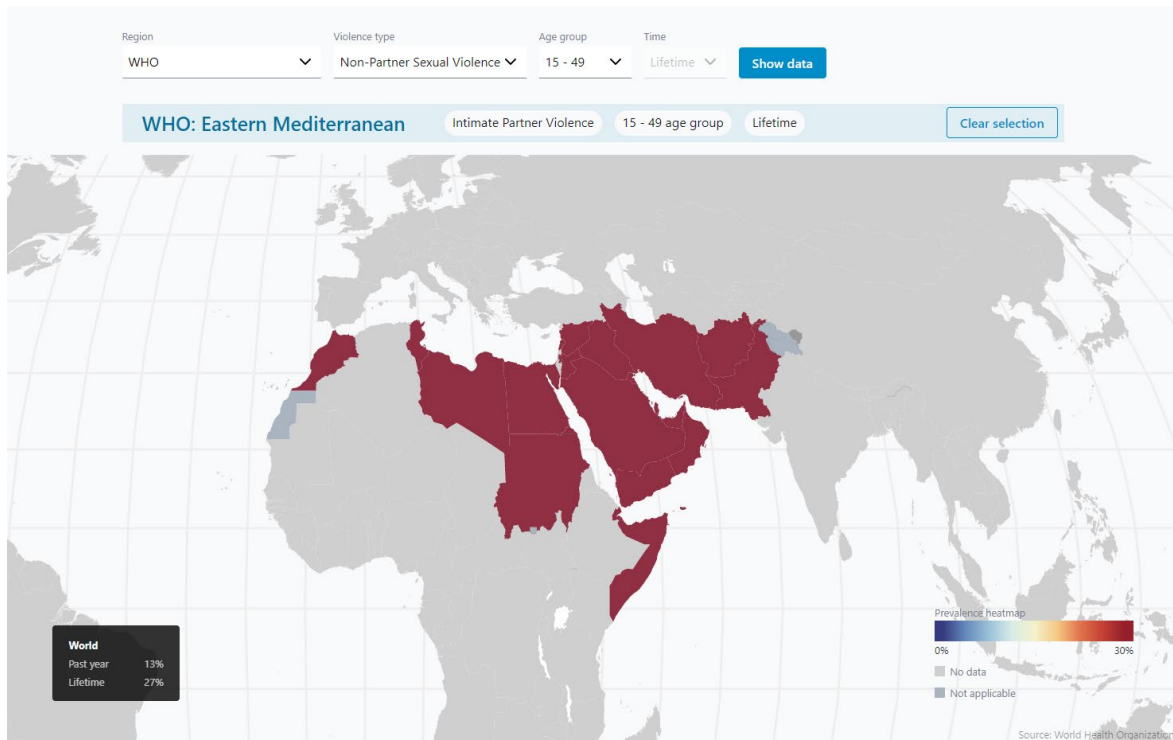 Region
Violence type
Age group
Time
WHO
Non-Partner Sexual Violence
15 - 49
Lifetime
Show data
WHO: Eastern Mediterranean
Intimate Partner Violence
15 - 49 age group
Lifetime
Clear selection
Prevalence heatmap
0%
30%
No data
Not applicable
World
Past year 13%
Lifetime 27%
Source: World Health Organization